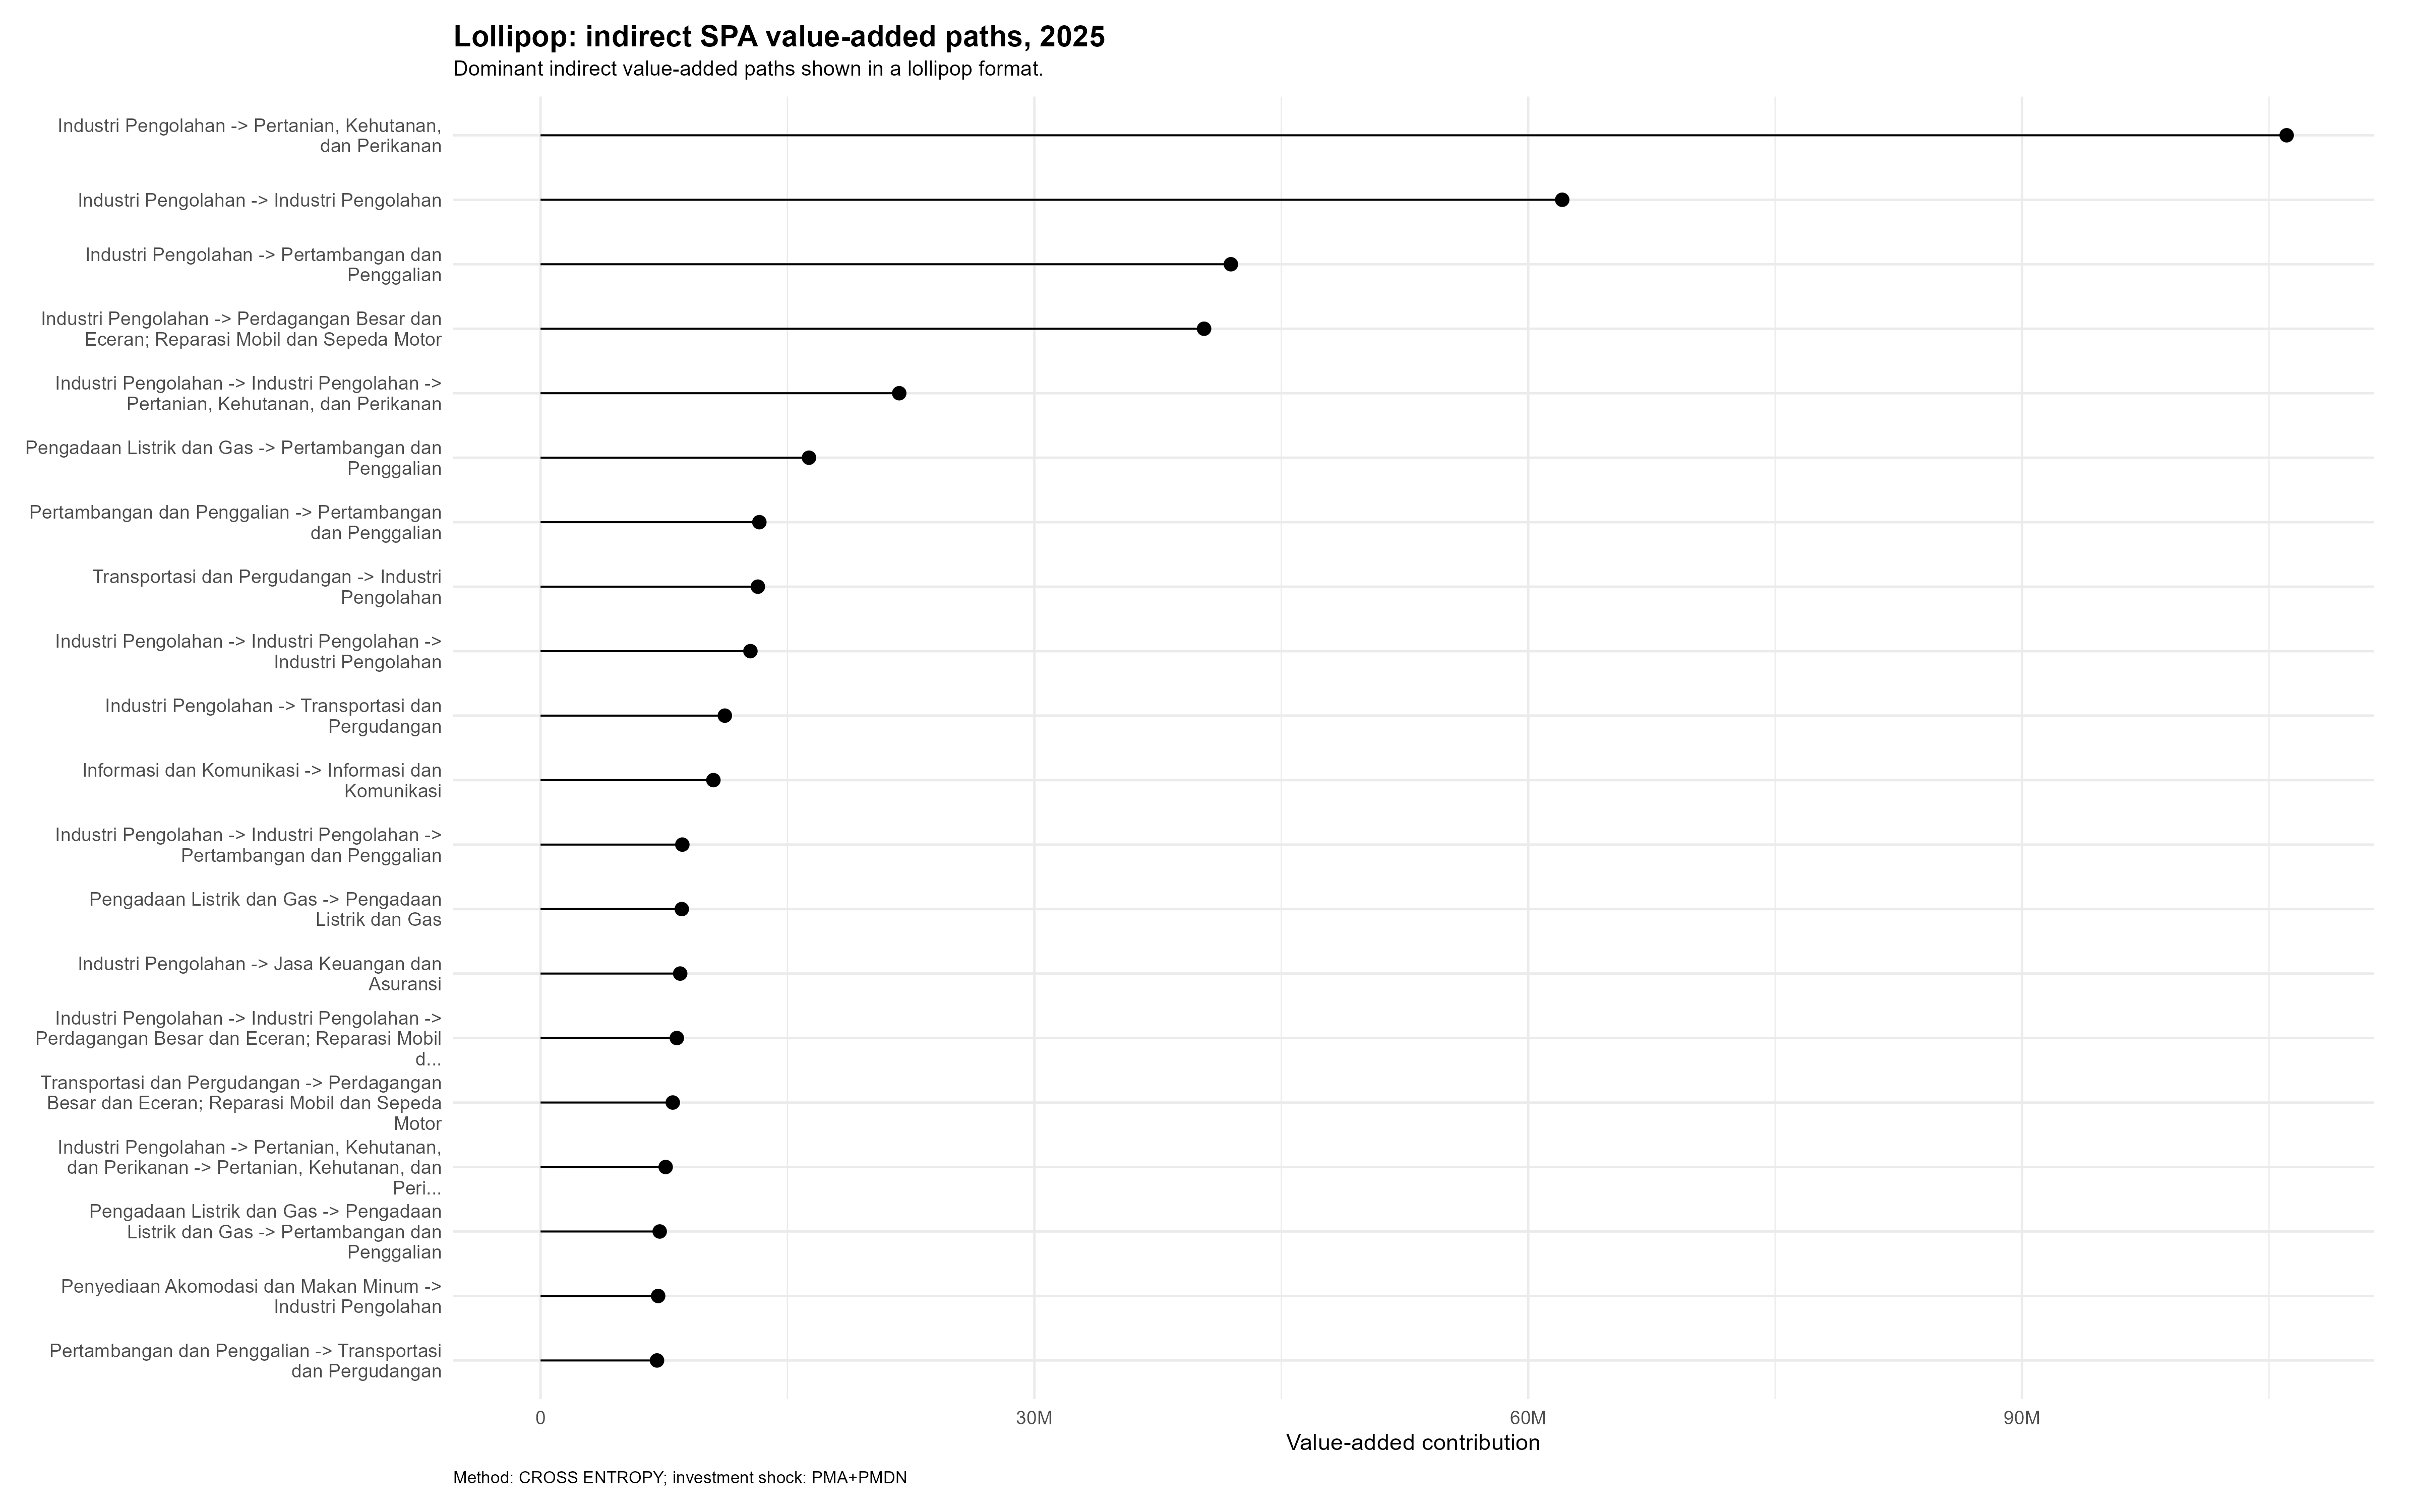 Lollipop: indirect SPA value-added paths, 2025
Dominant indirect value-added paths shown in a lollipop format.
Industri Pengolahan -> Pertanian, Kehutanan,
dan Perikanan
Industri Pengolahan -> Industri Pengolahan
Industri Pengolahan -> Pertambangan dan
Penggalian
Industri Pengolahan -> Perdagangan Besar dan
Eceran; Reparasi Mobil dan Sepeda Motor
Industri Pengolahan -> Industri Pengolahan ->
Pertanian, Kehutanan, dan Perikanan
Pengadaan Listrik dan Gas -> Pertambangan dan
Penggalian
Pertambangan dan Penggalian -> Pertambangan
dan Penggalian
Transportasi dan Pergudangan -> Industri
Pengolahan
Industri Pengolahan -> Industri Pengolahan ->
Industri Pengolahan
Industri Pengolahan -> Transportasi dan
Pergudangan
Informasi dan Komunikasi -> Informasi dan
Komunikasi
Industri Pengolahan -> Industri Pengolahan ->
Pertambangan dan Penggalian
Pengadaan Listrik dan Gas -> Pengadaan
Listrik dan Gas
Industri Pengolahan -> Jasa Keuangan dan
Asuransi
Industri Pengolahan -> Industri Pengolahan ->
Perdagangan Besar dan Eceran; Reparasi Mobil
d...
Transportasi dan Pergudangan -> Perdagangan
Besar dan Eceran; Reparasi Mobil dan Sepeda
Motor
Industri Pengolahan -> Pertanian, Kehutanan,
dan Perikanan -> Pertanian, Kehutanan, dan
Peri...
Pengadaan Listrik dan Gas -> Pengadaan
Listrik dan Gas -> Pertambangan dan
Penggalian
Penyediaan Akomodasi dan Makan Minum ->
Industri Pengolahan
Pertambangan dan Penggalian -> Transportasi
dan Pergudangan
0 30M 60M 90M
Value-added contribution
Method: CROSS ENTROPY; investment shock: PMA+PMDN